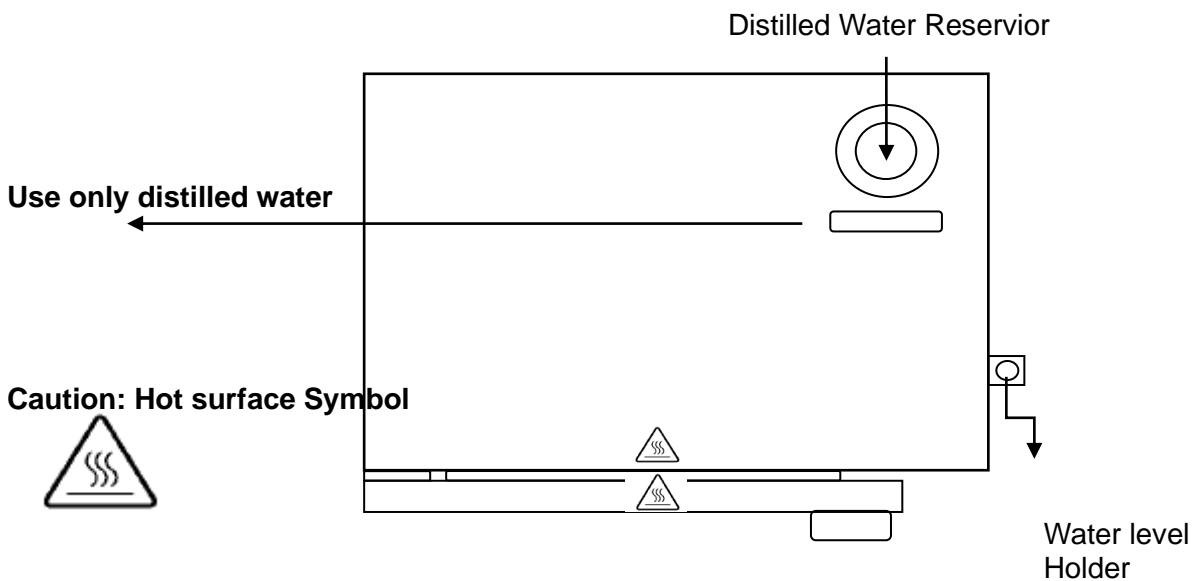 Distilled Water Reservior
Use only distilled water
Caution: Hot surface Symbol
Water level
Holder